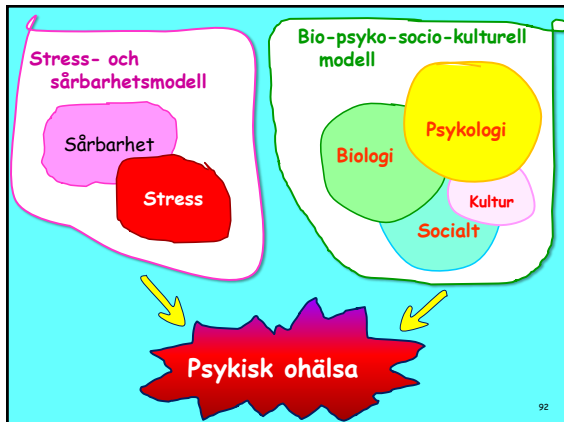 Stress- och
sårbarhetsmodell
Sårbarhet
Stress
Bio-psyko-socio-kulturell
modell
Psykologi
Biologi
Kultur
Socialt
Psykisk ohälsa
92